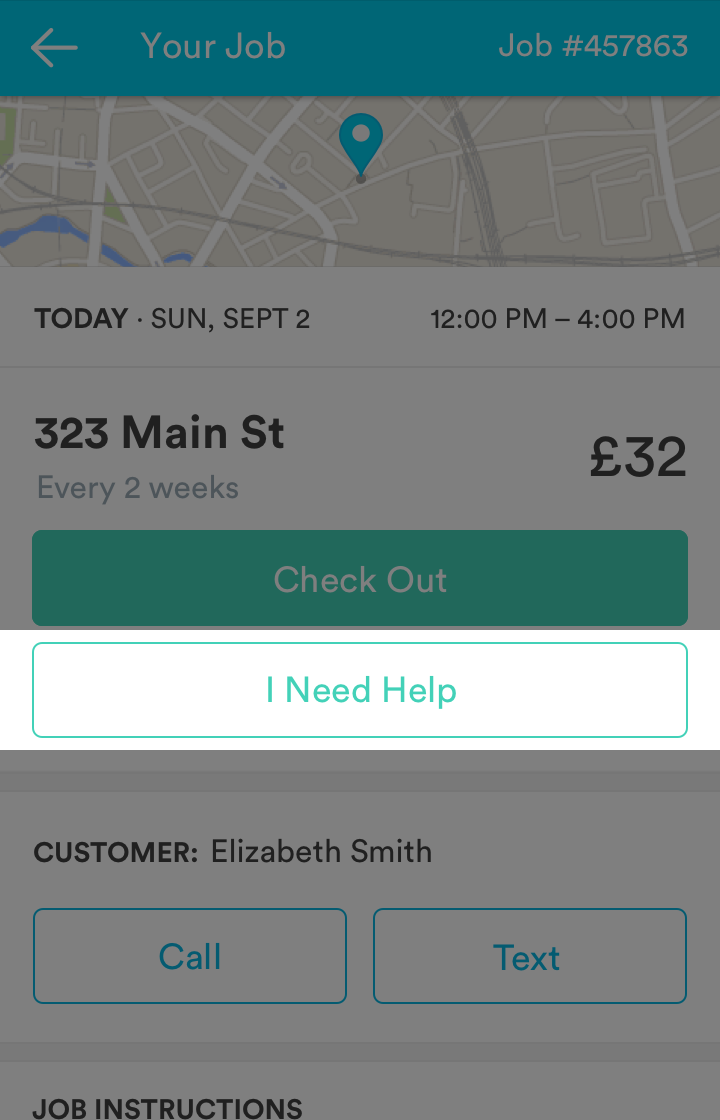 Your Job Job #457863
TODAY · SUN, SEPT 2 12:00 PM – 4:00 PM
323 Main St
£32
Every 2 weeks
Check Out
I Need Help
CUSTOMER: Elizabeth Smith
Call Text
JOB INSTRUCTIONS